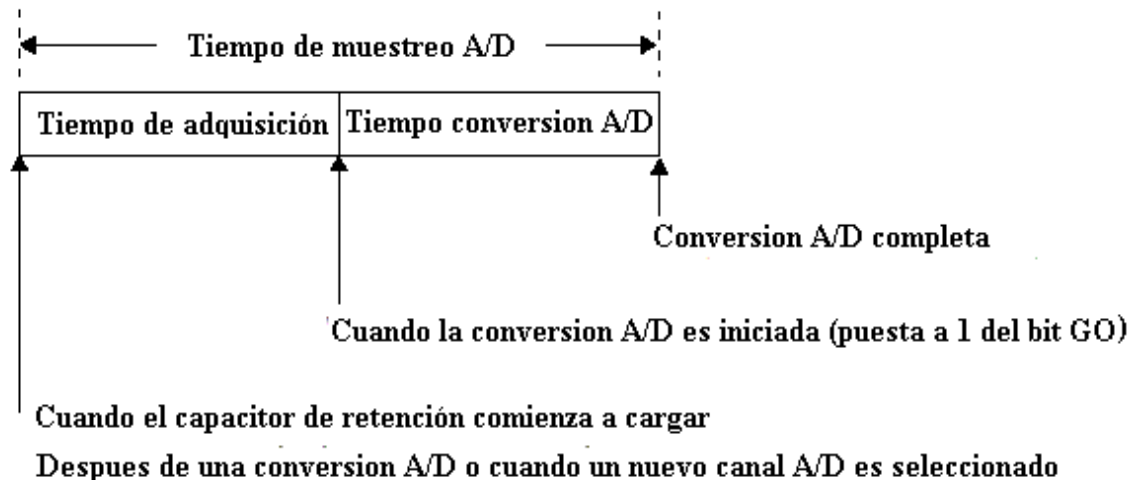 Tiempo de muestreo A/D
Tiempo de adquisición
Tiempo conversion A/D
Conversion A/D completa
Cuando la conversion A/D es iniciada (puesta a 1 del bit GO)
Cuando el capacitor de retención comienza a cargar
Despues de una conversion A/D o cuando un nuevo canal A/D es seleccionado